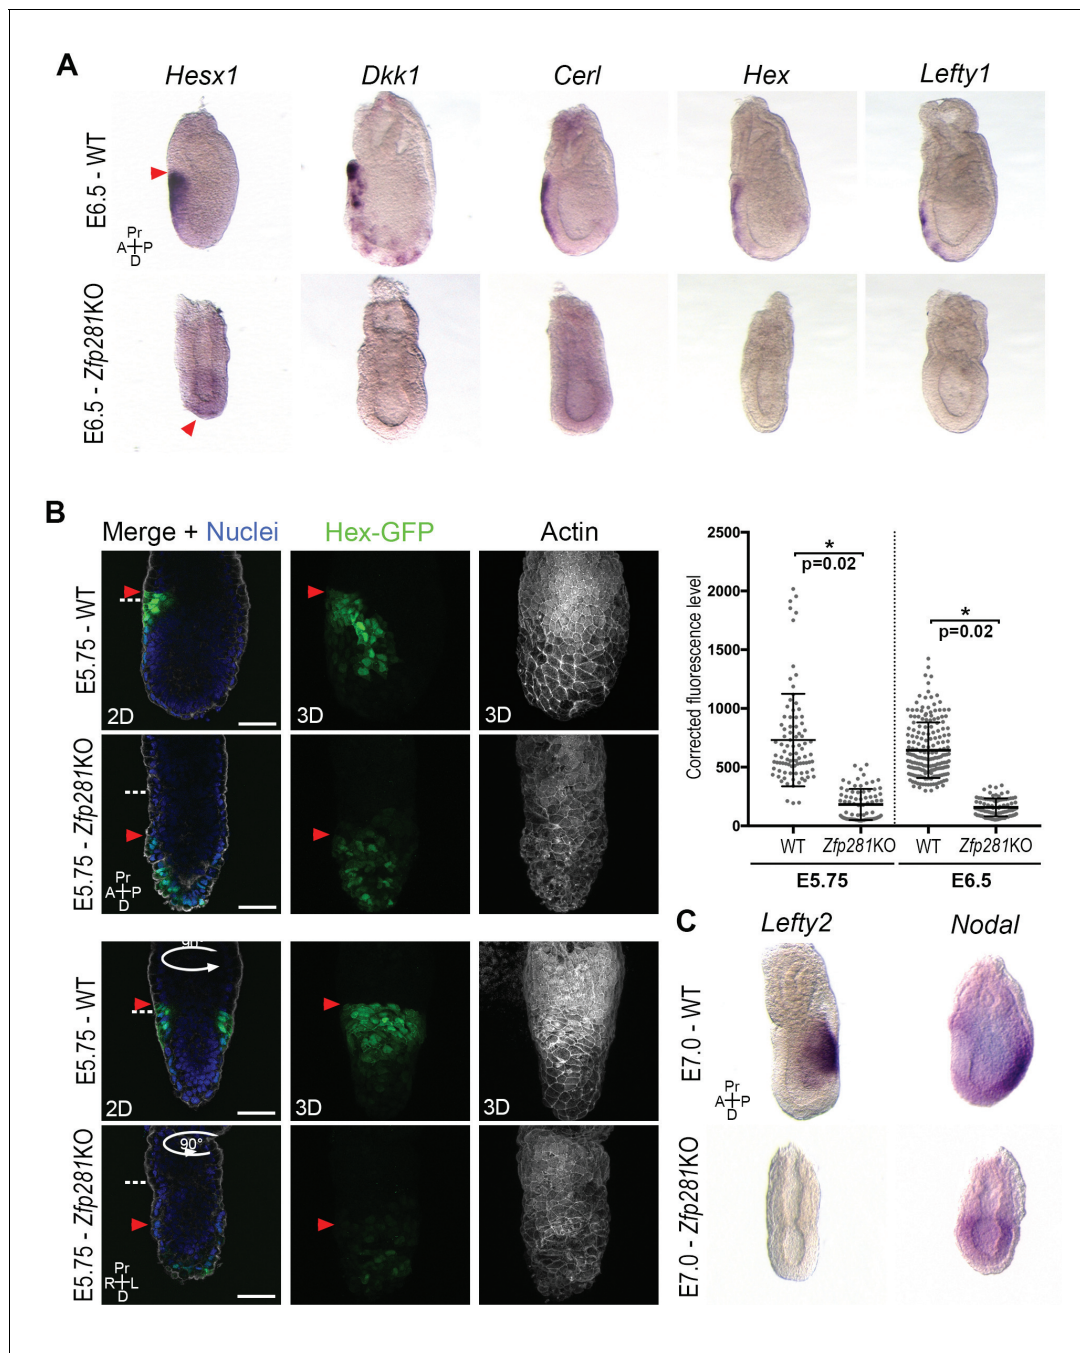 A
Hesx1
Dkk1
Cerl
Hex
Lefty1
E6.5 - WT
Pr
A P
D
E6.5 - Zfp281KO
B
Merge + Nuclei
Hex-GFP
Actin
E5.75 - WT
2D
3D
3D
E5.75 - Zfp281KO
Pr
A P
D
E5.75 - WT
90°
2D
3D
3D
E5.75 - Zfp281KO
90°
Pr
R L
D
Corrected fluorescence level
2500
2000
1500
1000
500
0
*
p=0.02
*
p=0.02
WT
Zfp281KO
WT
Zfp281KO
E5.75
E6.5
C
Lefty2
Nodal
E7.0 - WT
Pr
A P
D
E7.0 - Zfp281KO